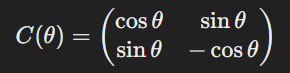 C(θ) = ( cos θ  sin θ
sin θ  − cos θ )